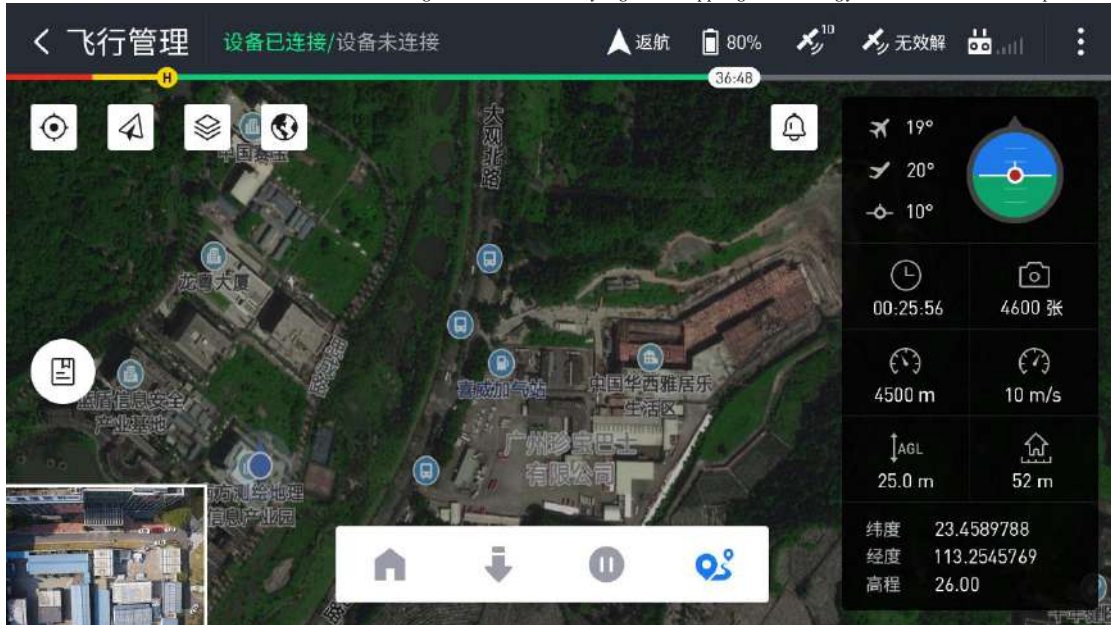 飞行管理
设备已连接/设备未连接
返航
80%
10
无效解
H
36:48
大观北路
中国赛宝
龙粤大厦
嘉威加气站
中国华西雅居乐
生活区
信息安全
产业基地
广州珍宝巴士
有限公司
方测绘地理
信息产业园
19°
20°
10°
00:25:56
4600 张
4500 m
10 m/s
AGL
25.0 m
52 m
纬度 23.4589788
经度 113.2545769
高程 26.00